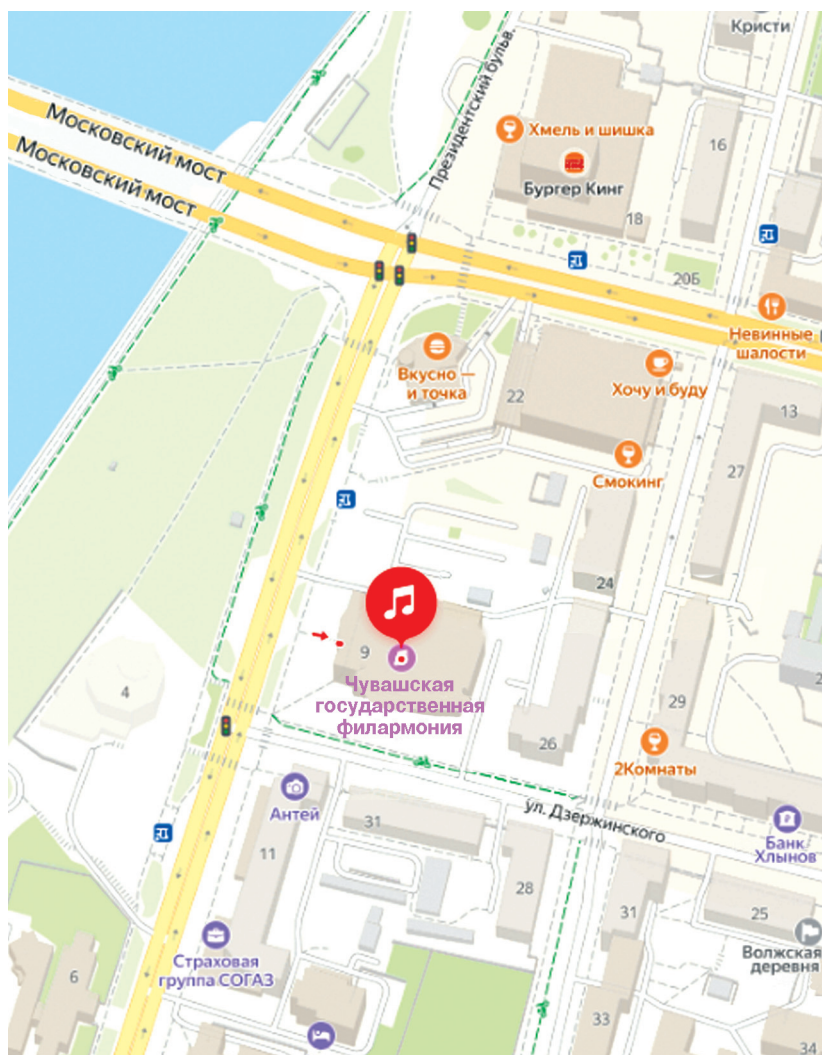 Кристи
Президентский бульв.
Московский мост
Московский мост
Хмель и шишка
16
Бургер Кинг
18
20Б
Невинные
шалости
Вкусно —
и точка
Хочу и буду
22
13
Смокинг
27
24
9
Чувашская
государственная
филармония
4
29
26
2Комнаты
ул. Дзержинского
Антей
31
Банк
Хлынов
11
28
31
25
Волжская
деревня
Страховая
группа СОГАЗ
6
33
34